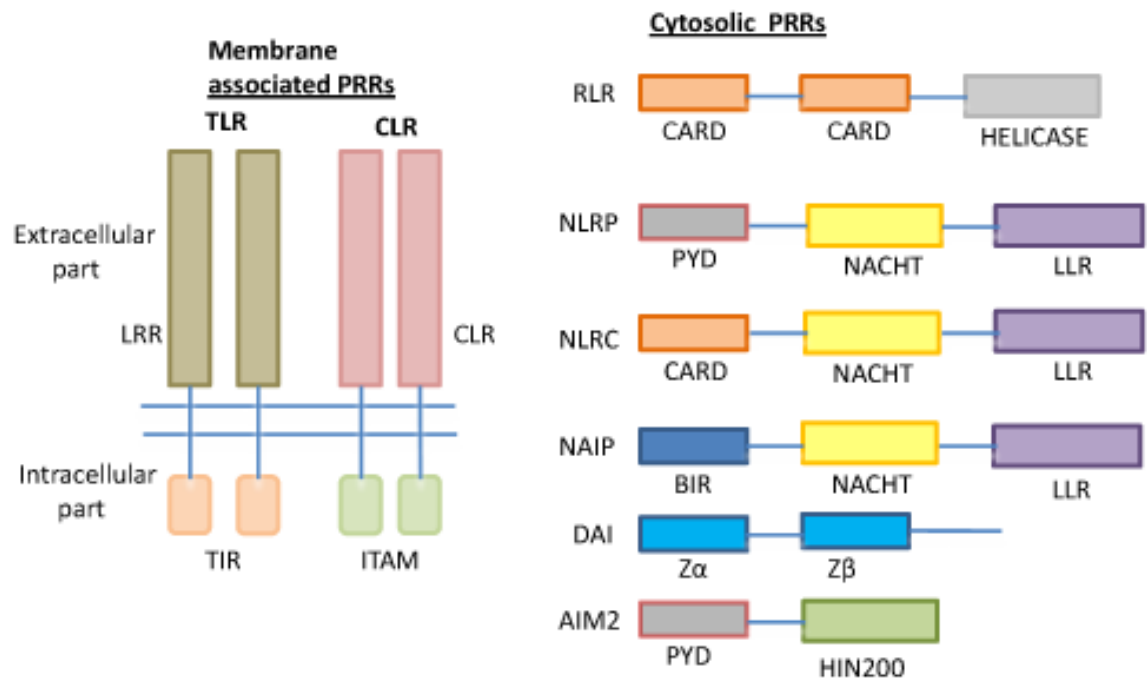 Membrane
associated PRRs
TLR
CLR
Extracellular
part
LRR
CLR
Intracellular
part
TIR
ITAM
Cytosolic PRRs
RLR
CARD
CARD
HELICASE
NLRP
PYD
NACHT
LLR
NLRC
CARD
NACHT
LLR
NAIP
BIR
NACHT
LLR
DAI
Zα
Zβ
AIM2
PYD
HIN200